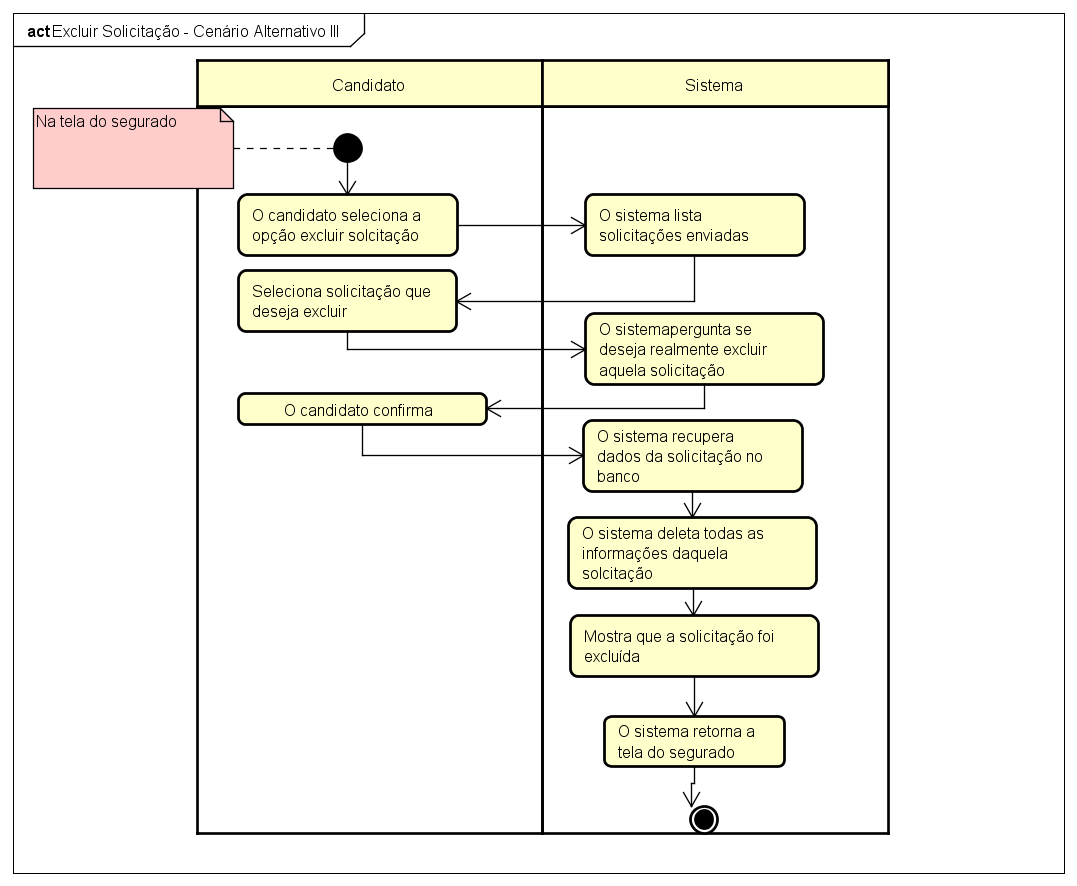 act Excluir Solicitação - Cenário Alternativo III
Candidato
Sistema
Na tela do segurado
O candidato seleciona a
opção excluir solcitação
O sistema lista
solicitações enviadas
Seleciona solicitação que
deseja excluir
O sistemapergunta se
deseja realmente excluir
aquela solicitação
O candidato confirma
O sistema recupera
dados da solicitação no
banco
O sistema deleta todas as
informações daquela
solcitação
Mostra que a solicitação foi
excluída
O sistema retorna a
tela do segurado